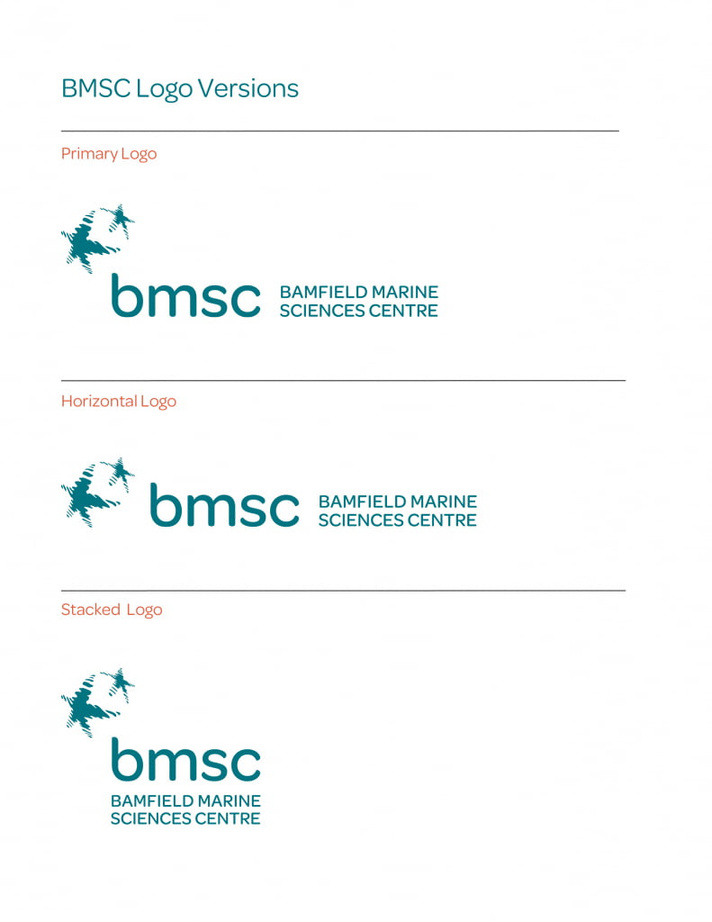 BMSC Logo Versions
Primary Logo
bmsc
BAMFIELD MARINE
SCIENCES CENTRE
Horizontal Logo
bmsc
BAMFIELD MARINE
SCIENCES CENTRE
Stacked Logo
bmsc
BAMFIELD MARINE
SCIENCES CENTRE